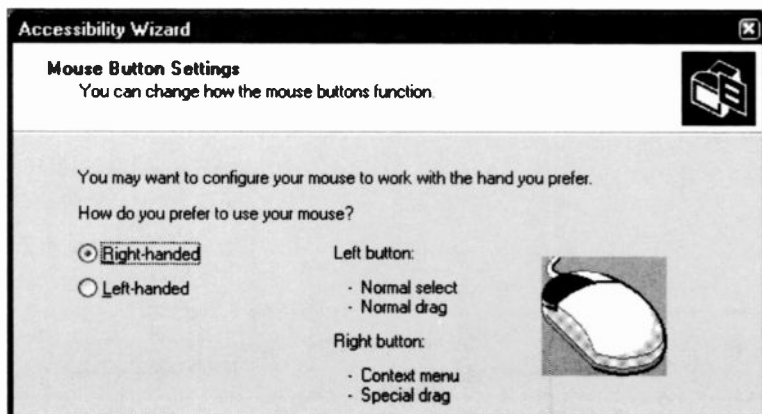 Accessibility Wizard
Mouse Button Settings
You can change how the mouse buttons function.
You may want to configure your mouse to work with the hand you prefer.
How do you prefer to use your mouse?
Right-handed
Left-handed
Left button:
- Normal select
- Normal drag
Right button:
- Context menu
- Special drag